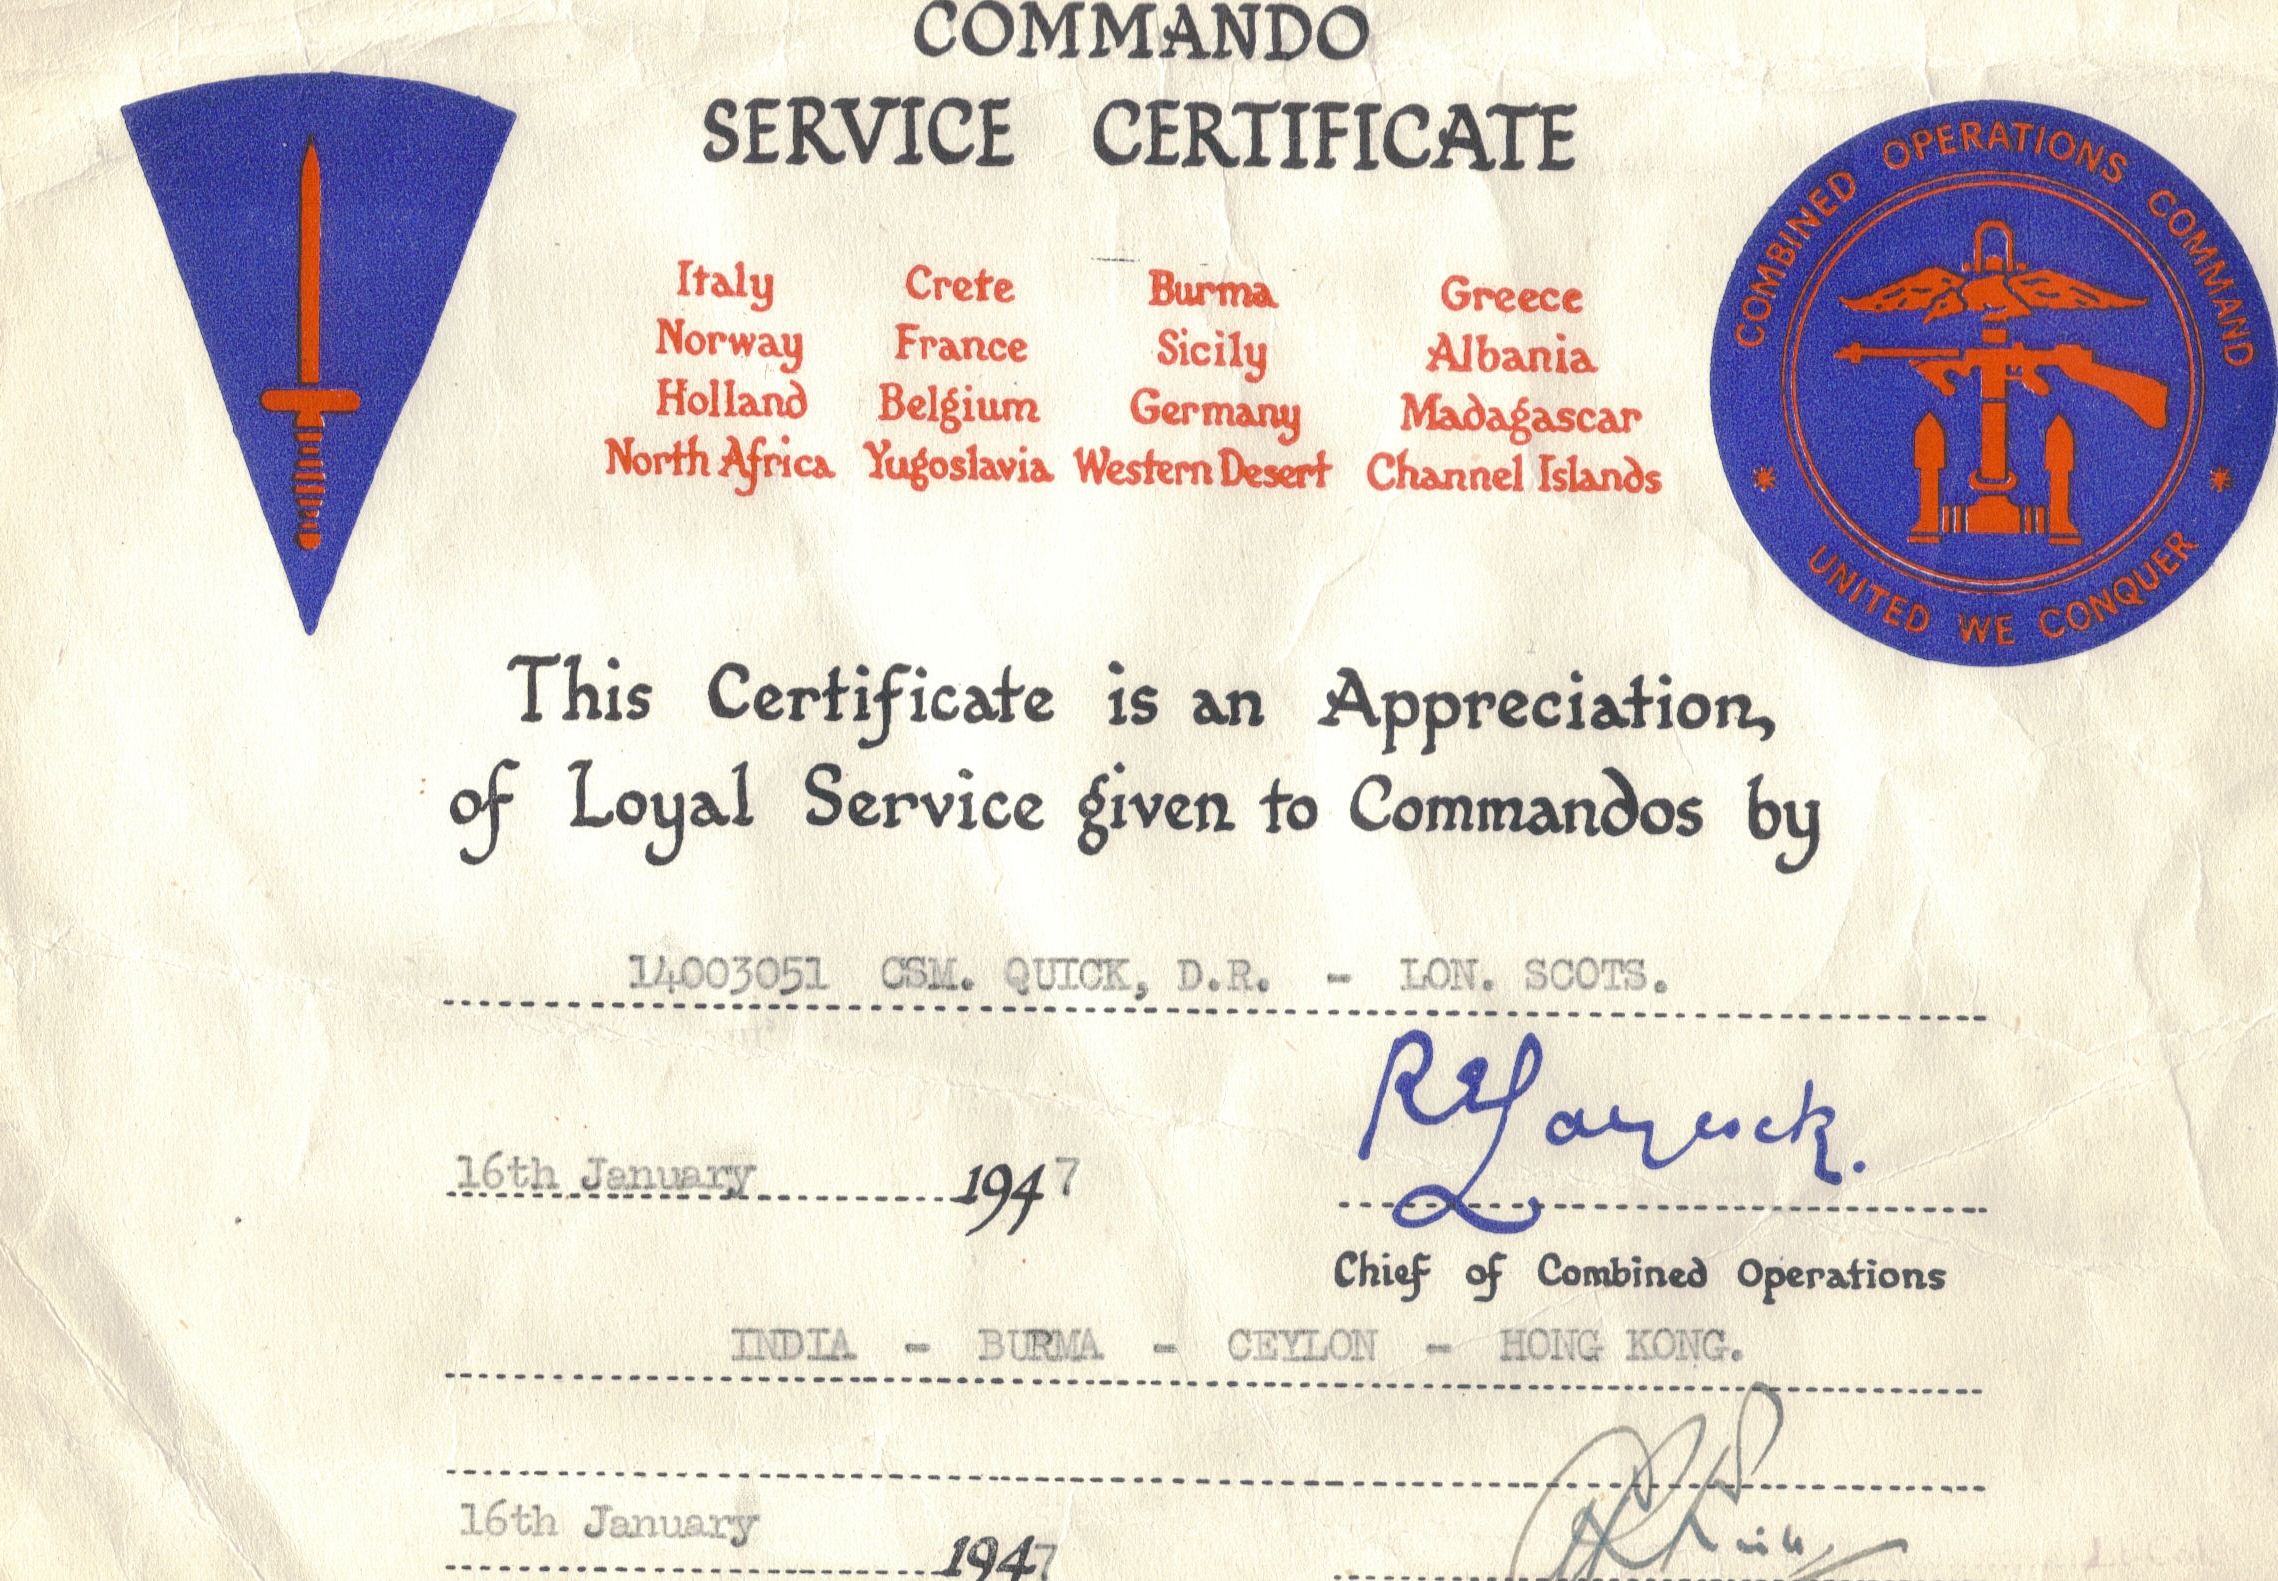 COMMANDO
SERVICE CERTIFICATE
COMBINED OPERATIONS COMMAND
UNITED WE CONQUER
Italy Crete Burma Greece
Norway France Sicily Albania
Holland Belgium Germany Madagascar
North Africa Yugoslavia Western Desert Channel Islands
This Certificate is an Appreciation,
of Loyal Service given to Commandos by
14003051 CSM. QUICK, D.R. - LON. SCOTS.
R E Laycock.
16th January 1947
Chief of Combined Operations
INDIA - BURMA - CEYLON - HONG KONG.
16th January 1947